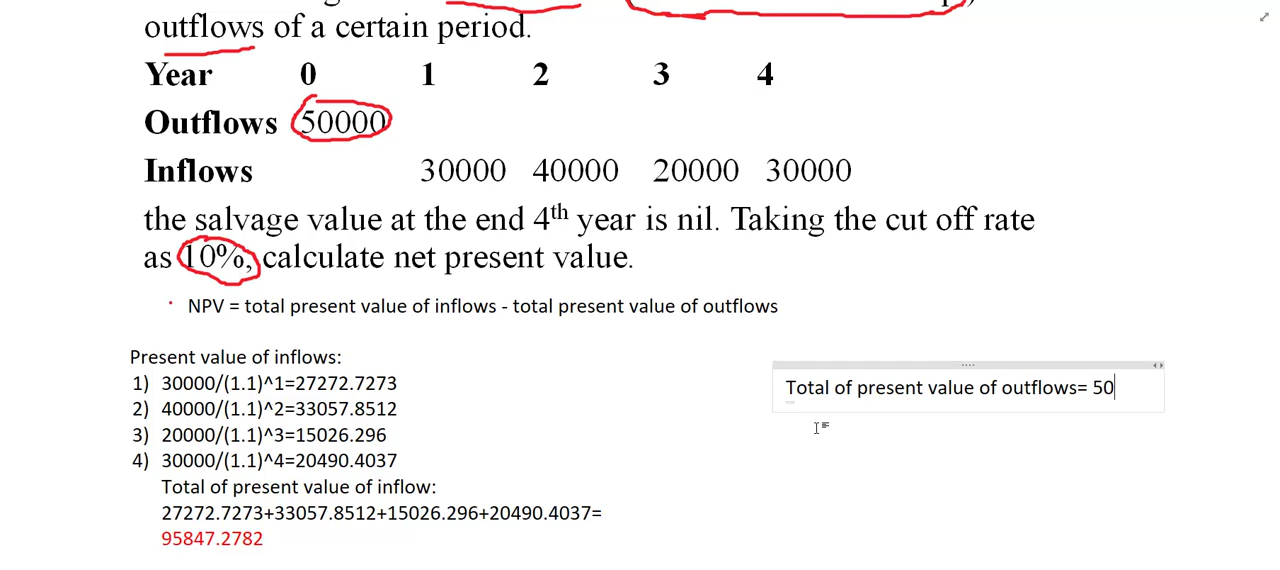 outflows of a certain period.
Year 0 1 2 3 4
Outflows 50000
Inflows 30000 40000 20000 30000
the salvage value at the end 4th year is nil. Taking the cut off rate
as 10%, calculate net present value.
NPV = total present value of inflows - total present value of outflows
Present value of inflows:
1) 30000/(1.1)^1=27272.7273
2) 40000/(1.1)^2=33057.8512
3) 20000/(1.1)^3=15026.296
4) 30000/(1.1)^4=20490.4037
Total of present value of inflow:
27272.7273+33057.8512+15026.296+20490.4037=
95847.2782
Total of present value of outflows= 50